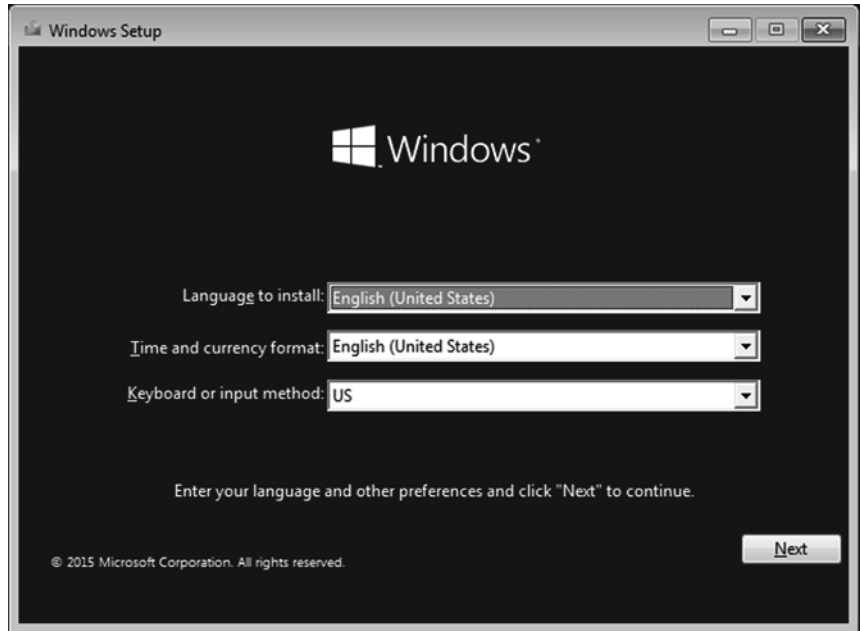 Windows Setup
Windows
Language to install: English (United States)
Time and currency format: English (United States)
Keyboard or input method: US
Enter your language and other preferences and click "Next" to continue.
Next
© 2015 Microsoft Corporation. All rights reserved.